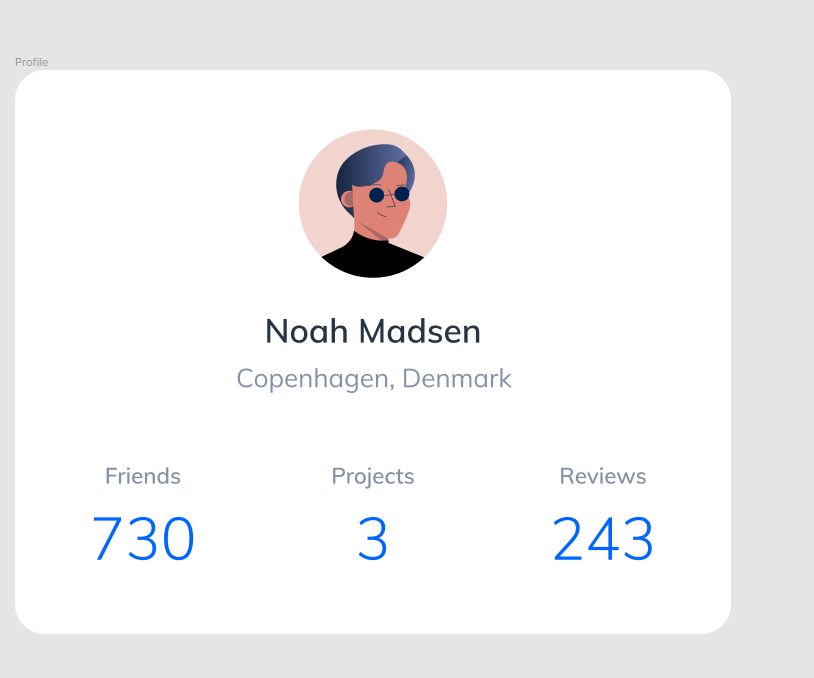 Profile
Noah Madsen
Copenhagen, Denmark
Friends Projects Reviews
730 3 243